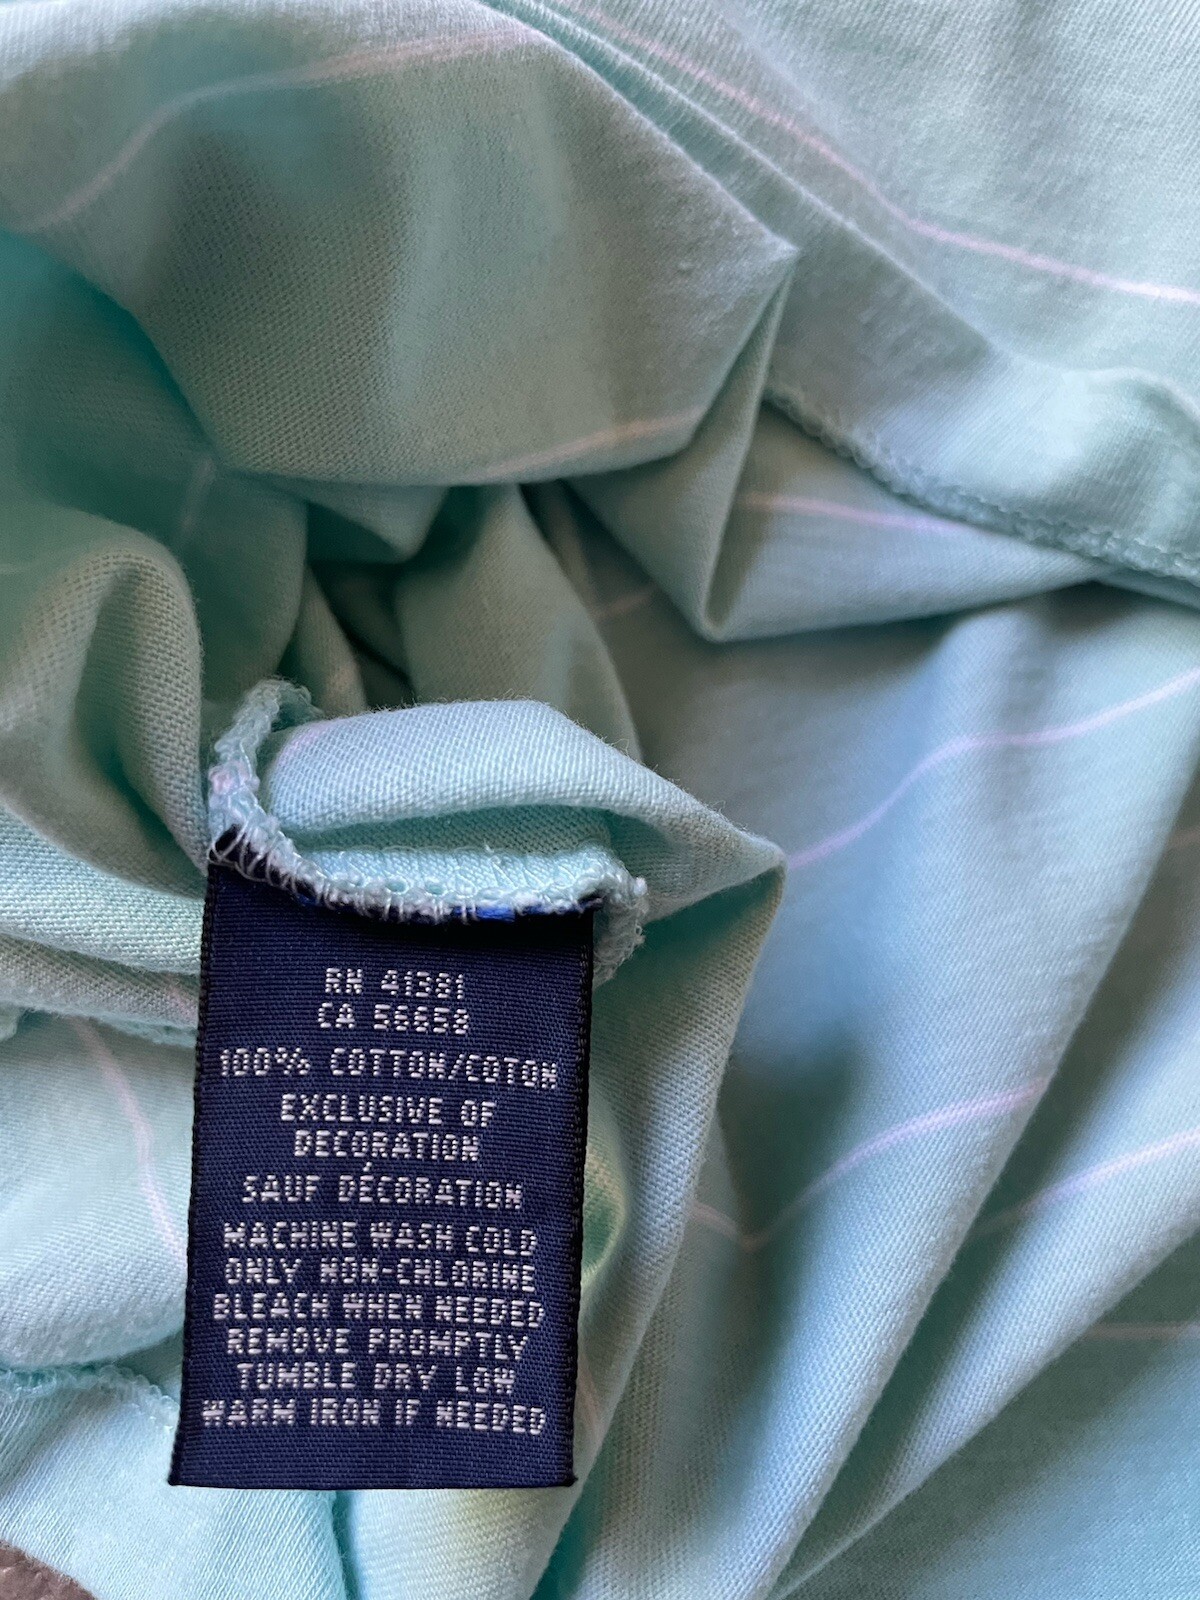 RN 41381
CA 56658
100% COTTON/COTON
EXCLUSIVE OF
DECORATION
SAUF DÉCORATION
MACHINE WASH COLD
ONLY NON-CHLORINE
BLEACH WHEN NEEDED
REMOVE PROMPTLY
TUMBLE DRY LOW
WARM IRON IF NEEDED